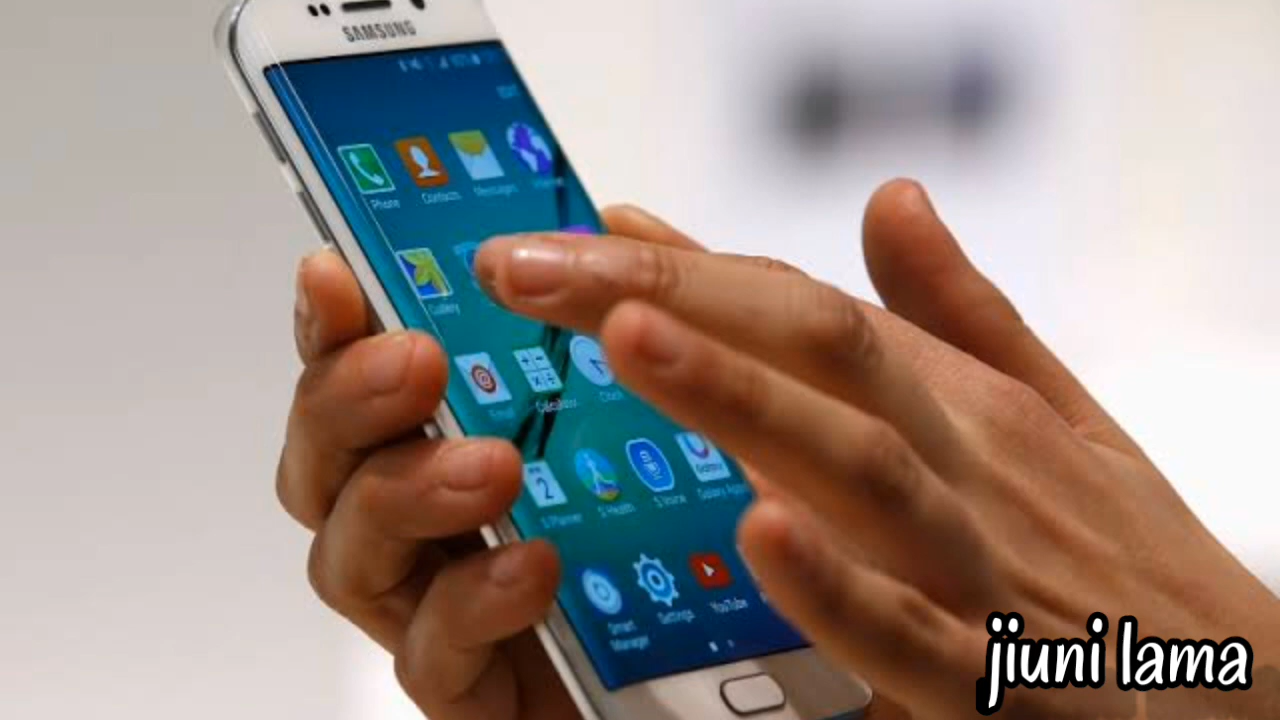 SAMSUNG
Phone
Contacts
Messages
Internet
Gallery
Email
Calculator
Clock
2
S Planner
S Health
S Voice
Galaxy Apps
Smart
Manager
Settings
YouTube
jiuni lama